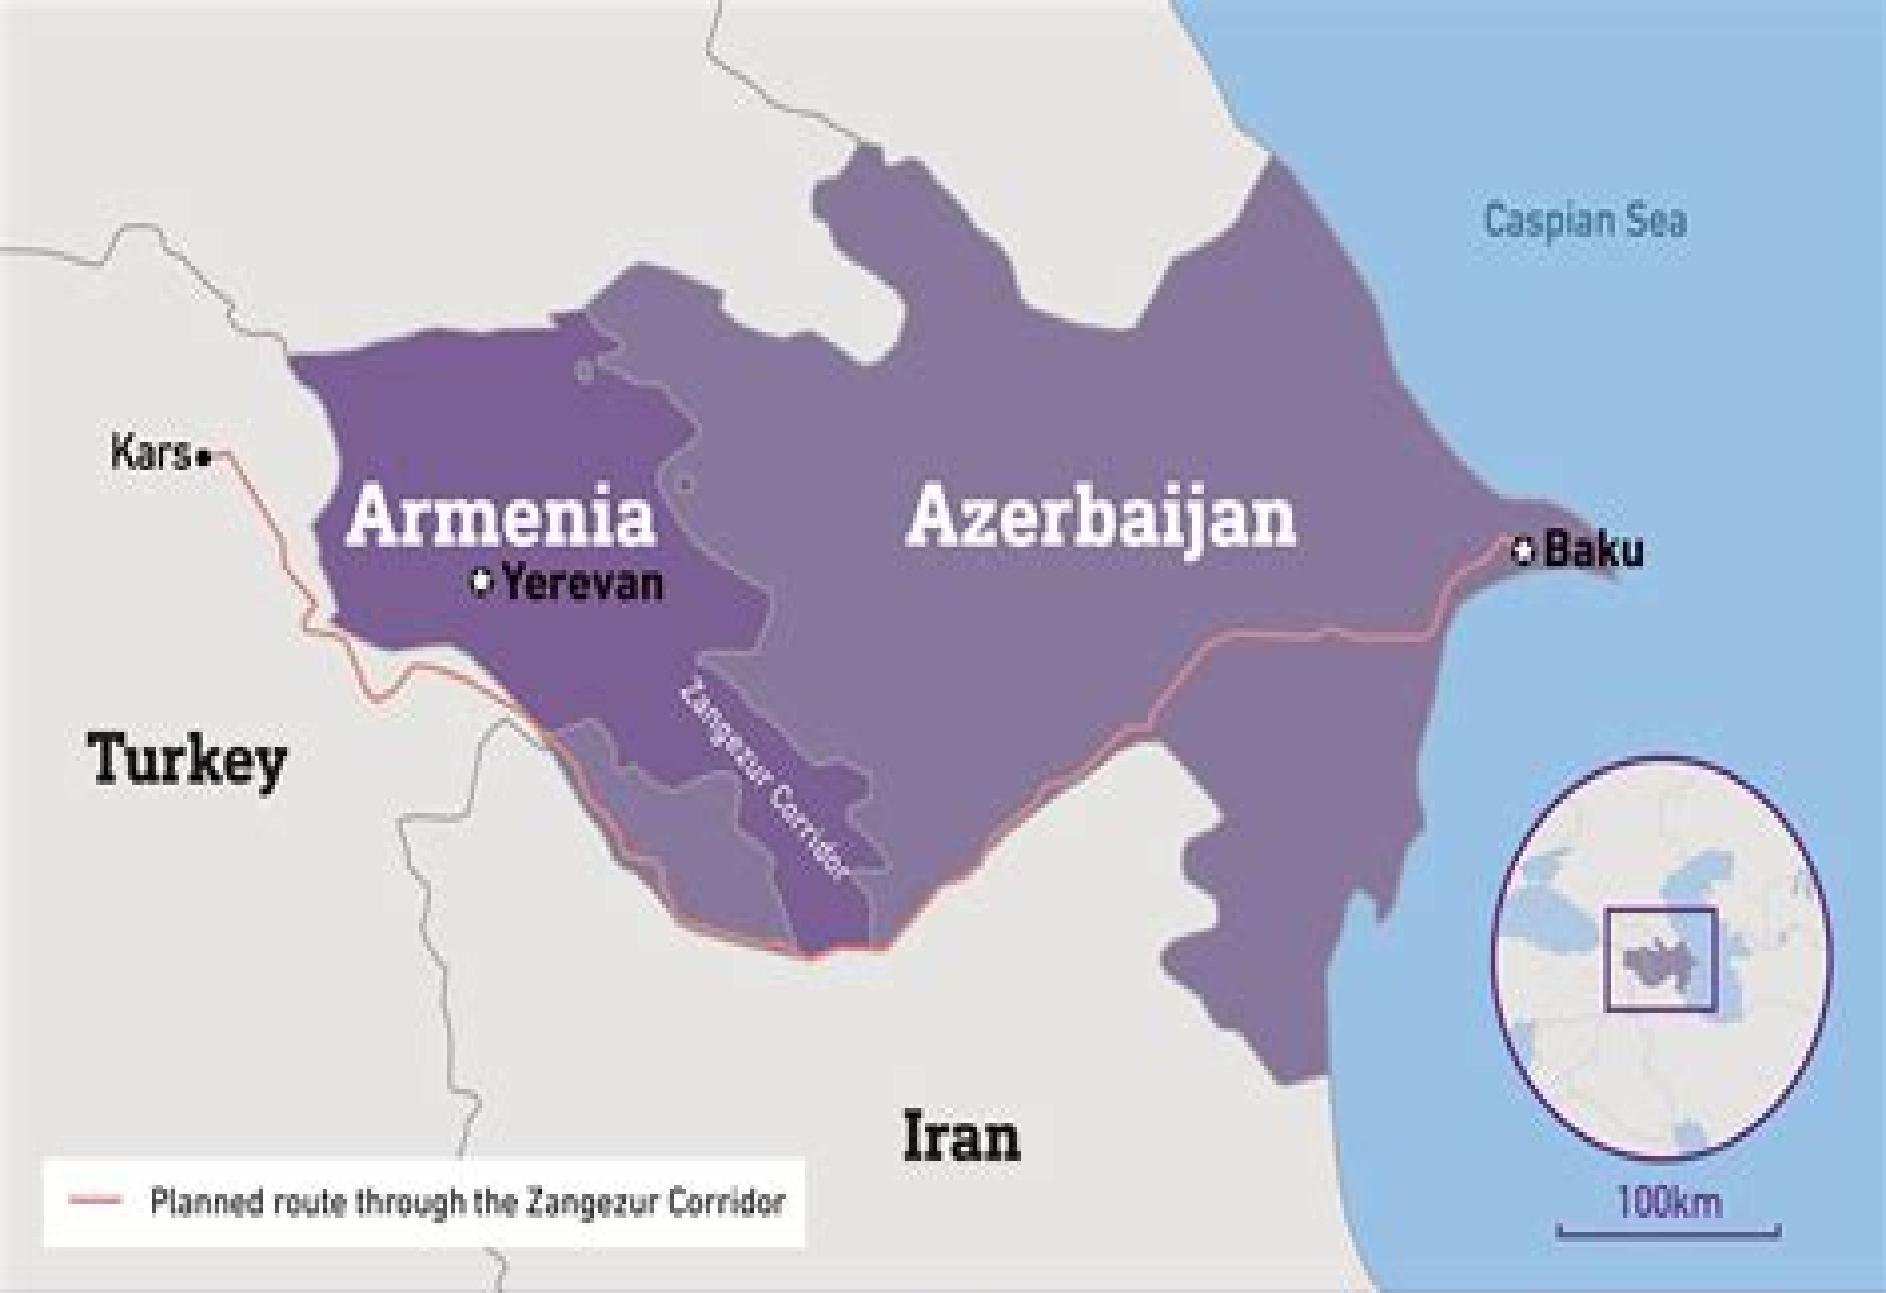 Caspian Sea
Kars
Armenia
Azerbaijan
Yerevan
Baku
Zangezur Corridor
Turkey
Iran
Planned route through the Zangezur Corridor
100km